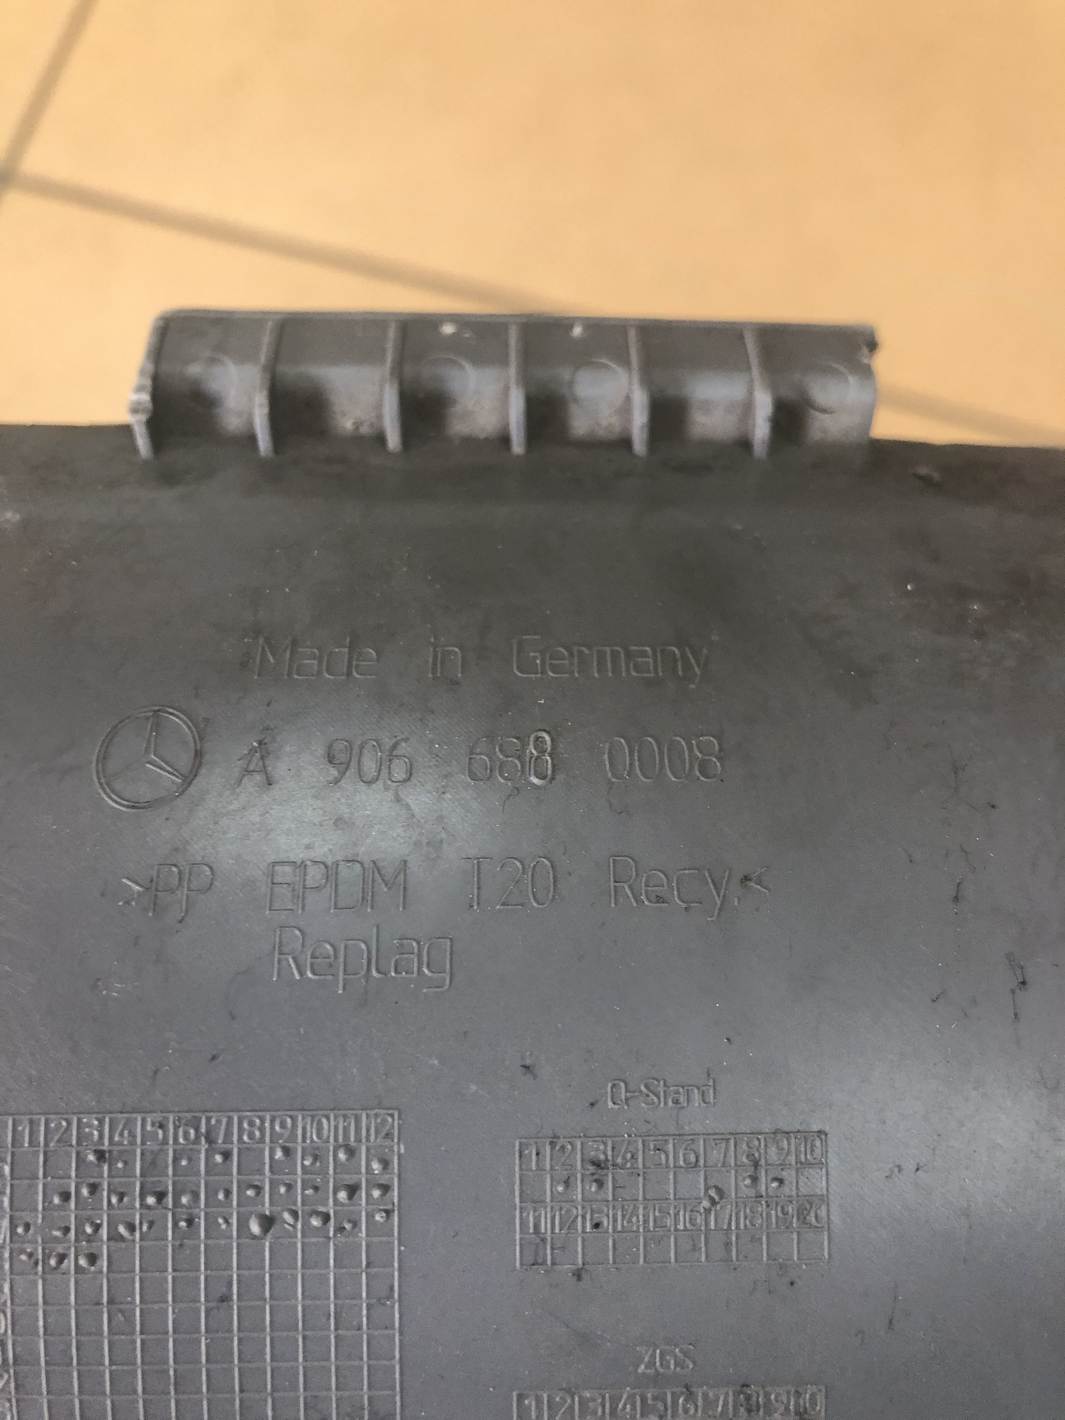 Made in Germany
A 906 688 0008
>PP EPDM T20 Recy.<
Replag
Q-Stand
1 2 3 4 5 6 7 8 9 10 11 12
1 2 3 4 5 6 7 8 9 10
11 12 13 14 15 16 17 18 19 20
ZGS
1 2 3 4 5 6 7 8 9 10